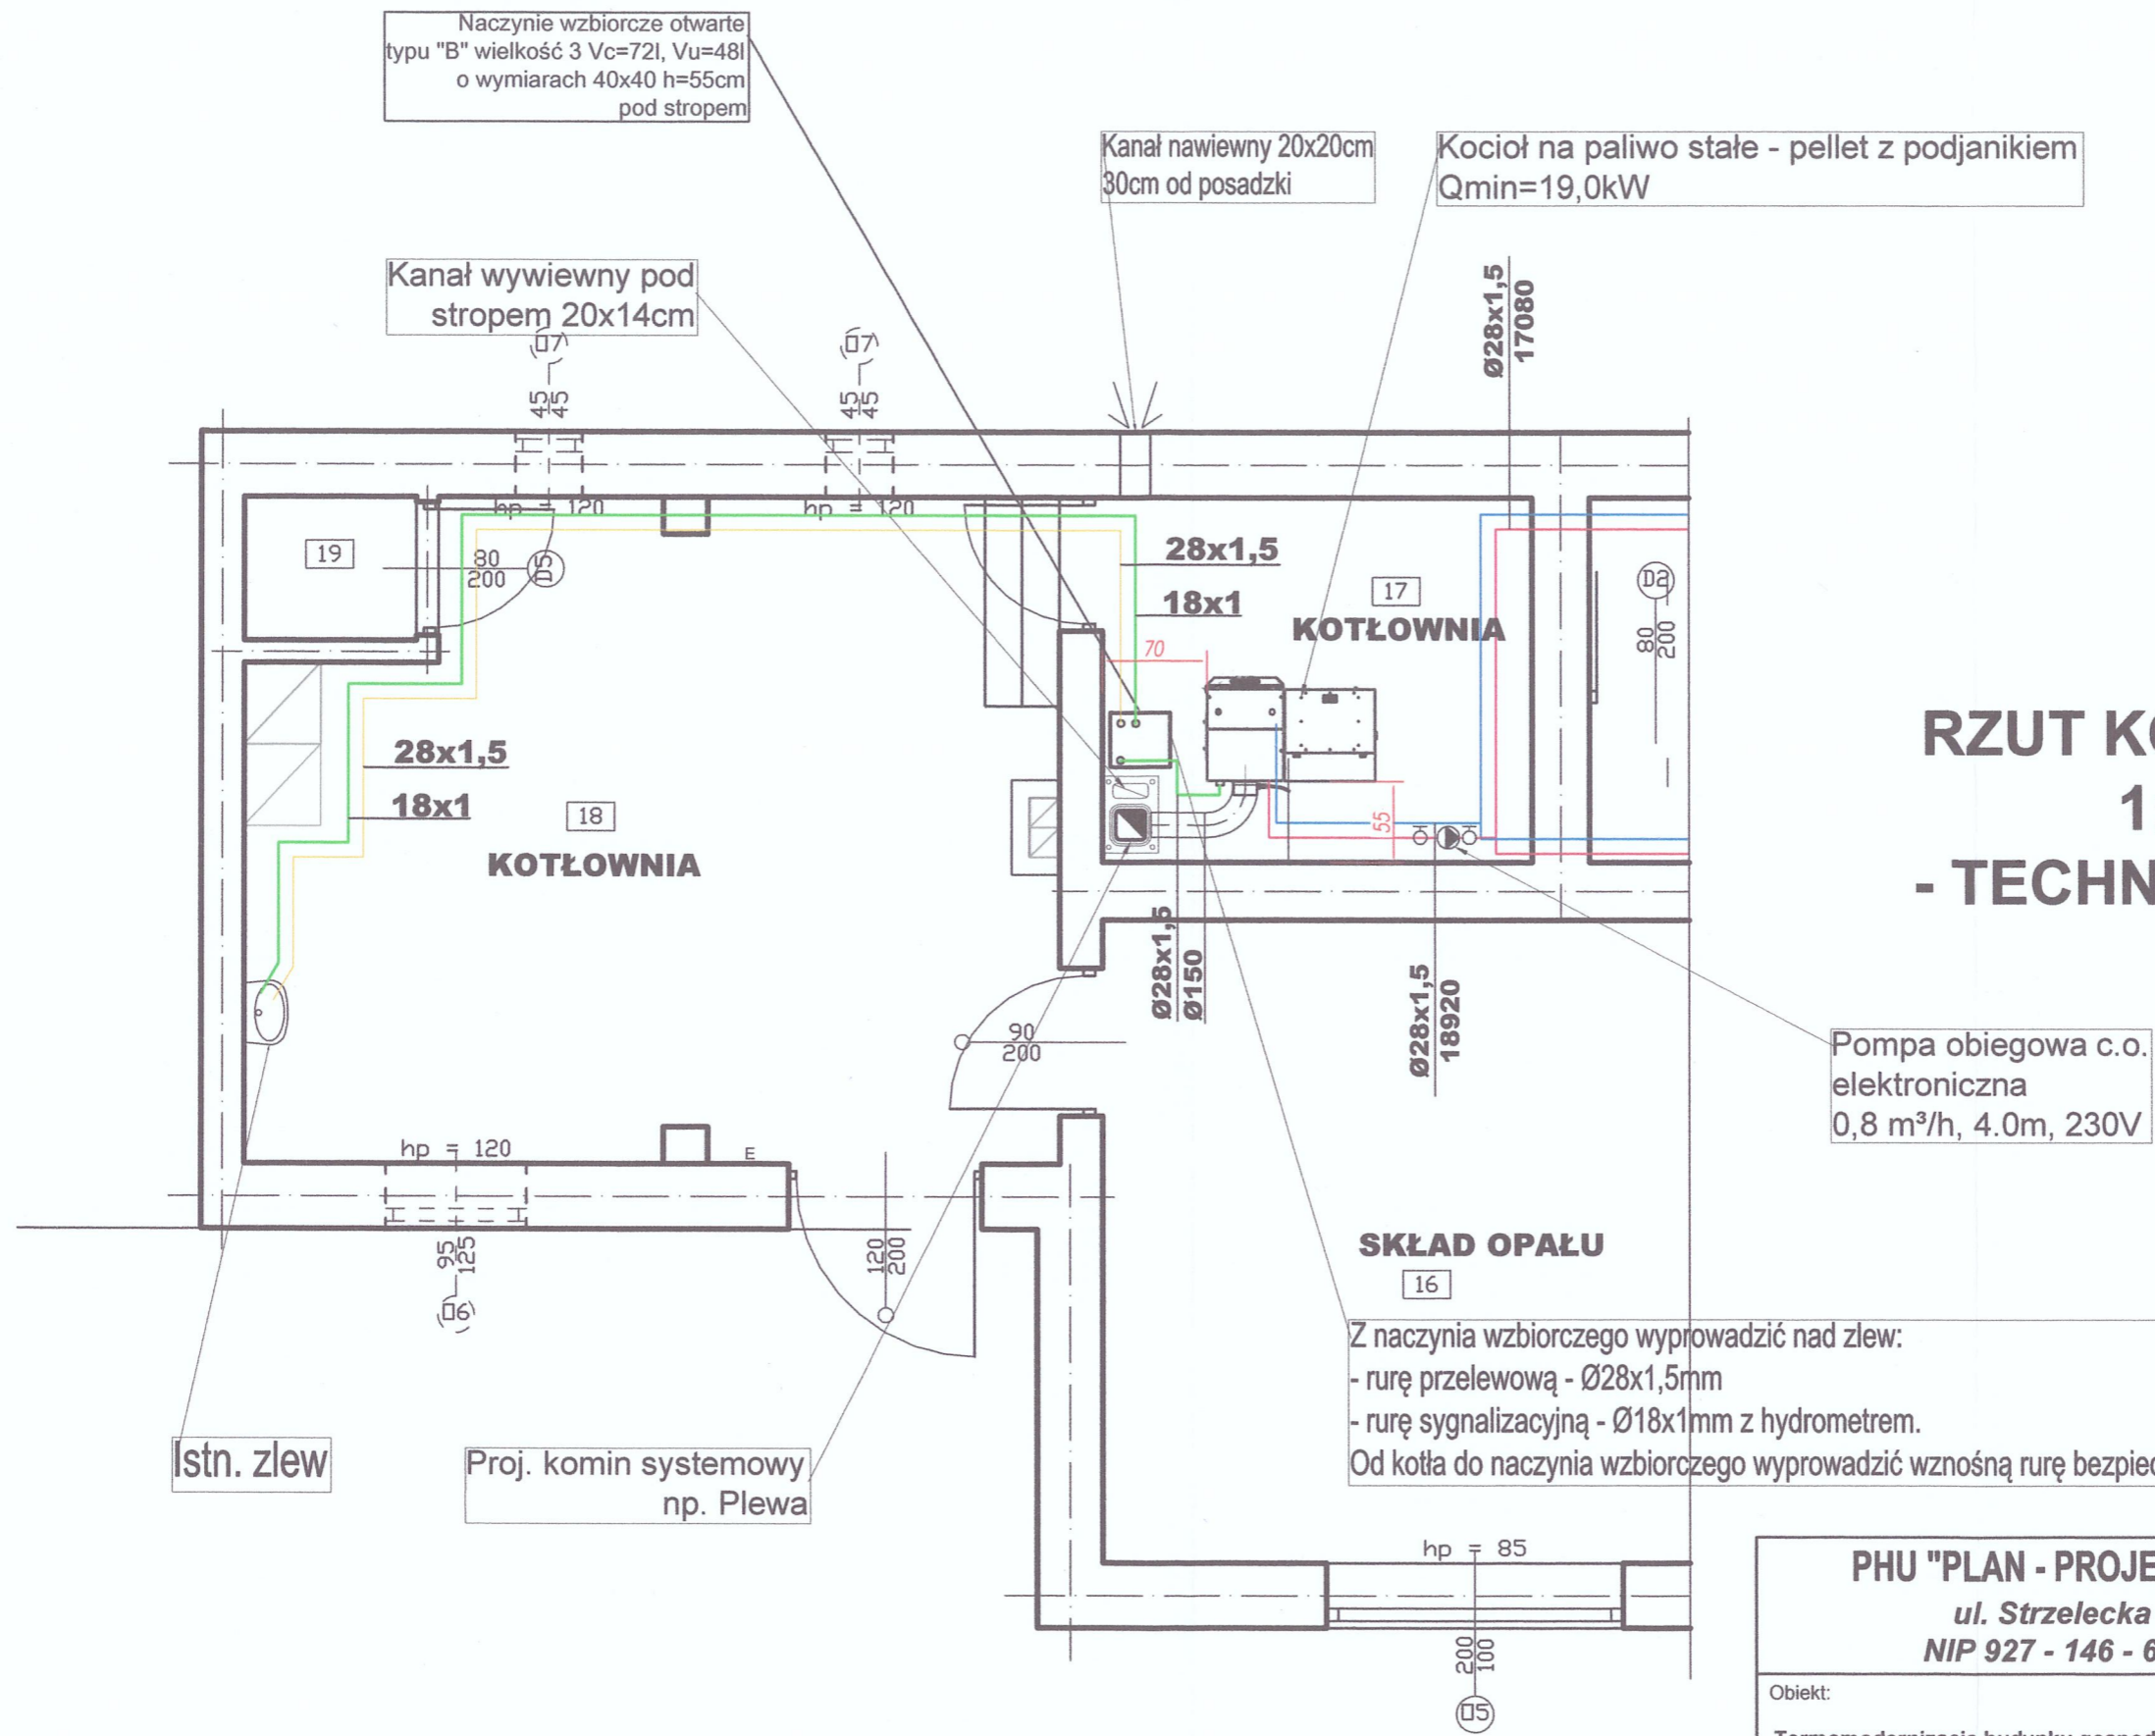 Naczynie wzbiorcze otwarte
typu "B" wielkość 3 Vc=72l, Vu=48l
o wymiarach 40x40 h=55cm
pod stropem
Kanał nawiewny 20x20cm
30cm od posadzki
Kocioł na paliwo stałe - pellet z podjanikiem
Qmin=19,0kW
Kanał wywiewny pod
stropem 20x14cm
Ø28x1,5
17080
(O7)
45
45
(O7)
45
45
hp = 120
hp = 120
19
80
200
D5
28x1,5
18x1
17
KOTŁOWNIA
70
D2
80
200
28x1,5
18x1
18
KOTŁOWNIA
55
RZUT KO
1
- TECHN
Ø28x1,5
Ø150
Ø28x1,5
18920
90
200
Pompa obiegowa c.o.
elektroniczna
0,8 m³/h, 4.0m, 230V
hp = 120
E
95
125
(O6)
120
200
SKŁAD OPAŁU
16
Z naczynia wzbiorczego wyprowadzić nad zlew:
- rurę przelewową - Ø28x1,5mm
- rurę sygnalizacyjną - Ø18x1mm z hydrometrem.
Od kotła do naczynia wzbiorczego wyprowadzić wznośną rurę bezpiec
Istn. zlew
Proj. komin systemowy
np. Plewa
hp = 85
200
100
O5
PHU "PLAN - PROJE
ul. Strzelecka
NIP 927 - 146 - 6
Obiekt: